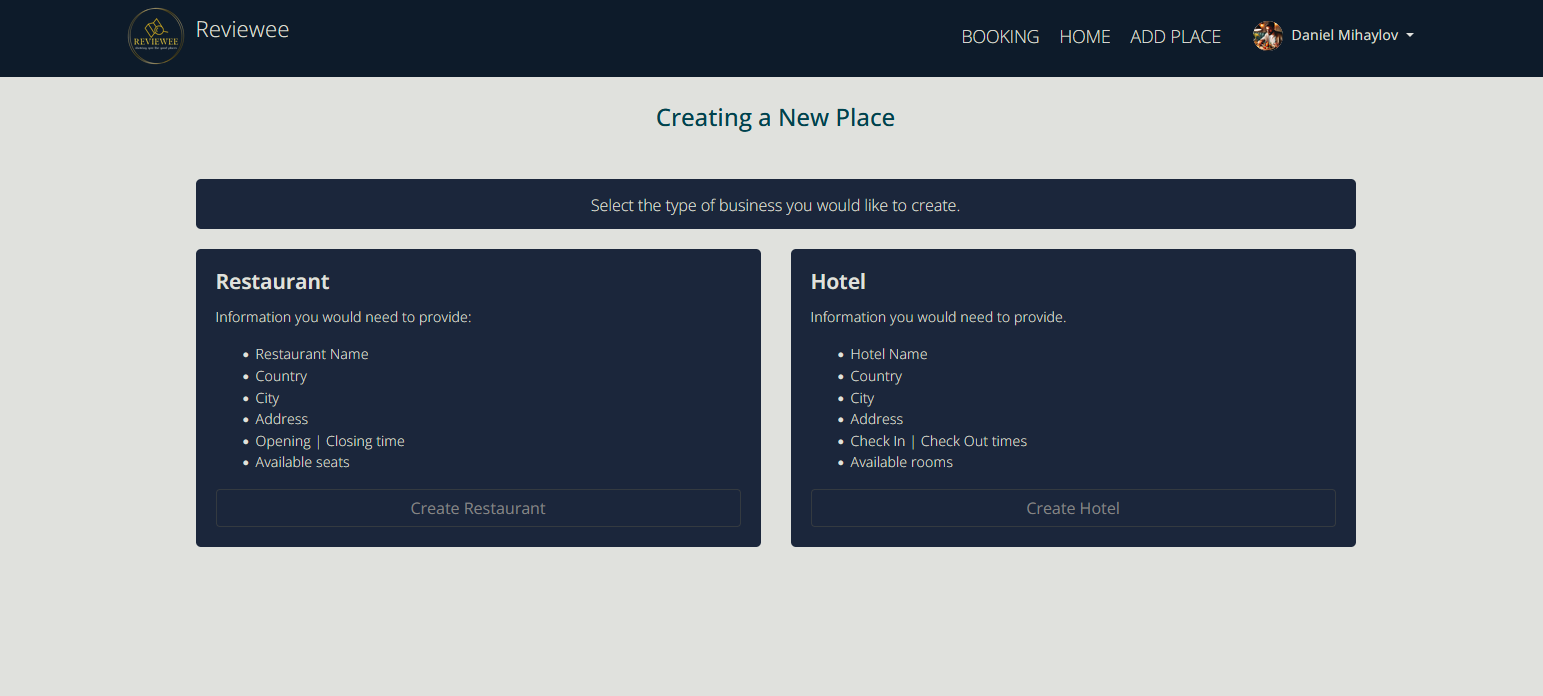 REVIEWEE
Reviewee
BOOKING HOME ADD PLACE Daniel Mihaylov
Creating a New Place
Select the type of business you would like to create.
Restaurant
Information you would need to provide:
• Restaurant Name
• Country
• City
• Address
• Opening | Closing time
• Available seats
Create Restaurant
Hotel
Information you would need to provide.
• Hotel Name
• Country
• City
• Address
• Check In | Check Out times
• Available rooms
Create Hotel